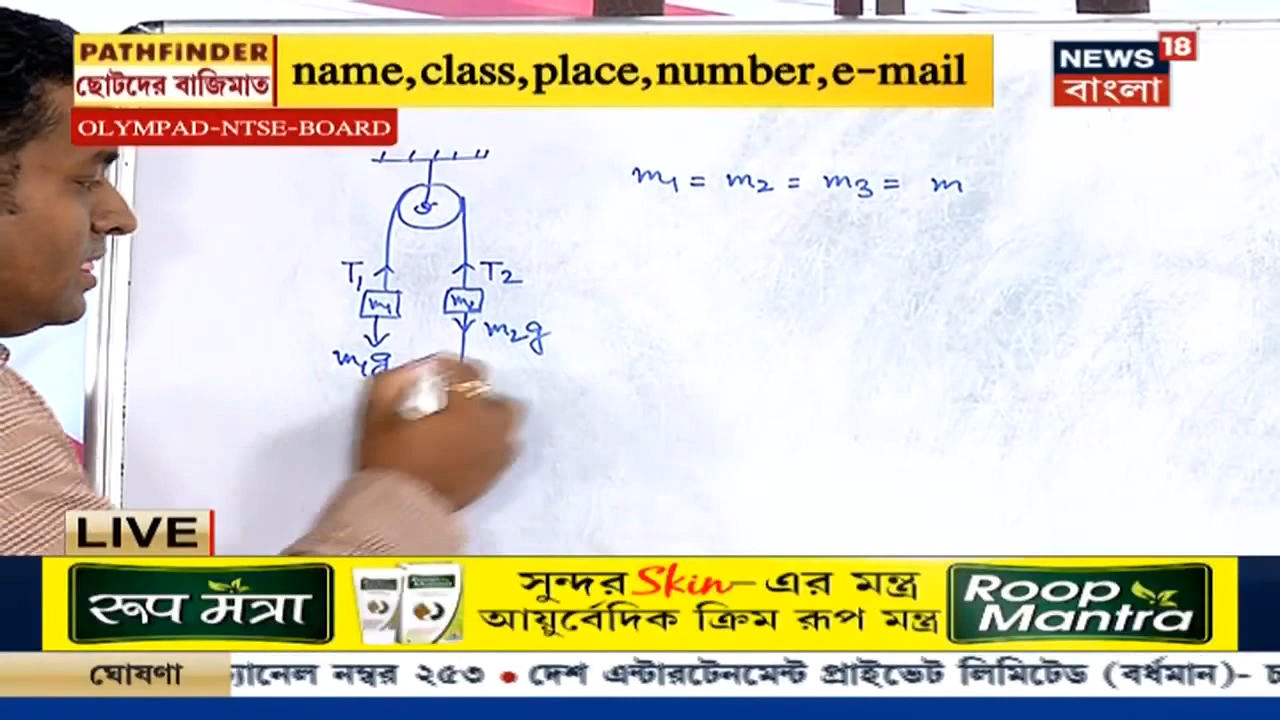 PATHFINDER
ছোটদের বাজিমাত
name,class,place,number,e-mail
NEWS 18
বাংলা
OLYMPAD-NTSE-BOARD
m₁ = m₂ = m₃ = m
T₁
T₂
m₁
m₂
m₂g
m₁g
LIVE
রূপ মন্ত্রা
সুন্দর Skin-এর মন্ত্র
আয়ুর্বেদিক ক্রিম রূপ মন্ত্র
Roop Mantra
ঘোষণা
্যানেল নম্বর ২৫৩ • দেশ এন্টারটেনমেন্ট প্রাইভেট লিমিটেড (বর্ধমান)- চ